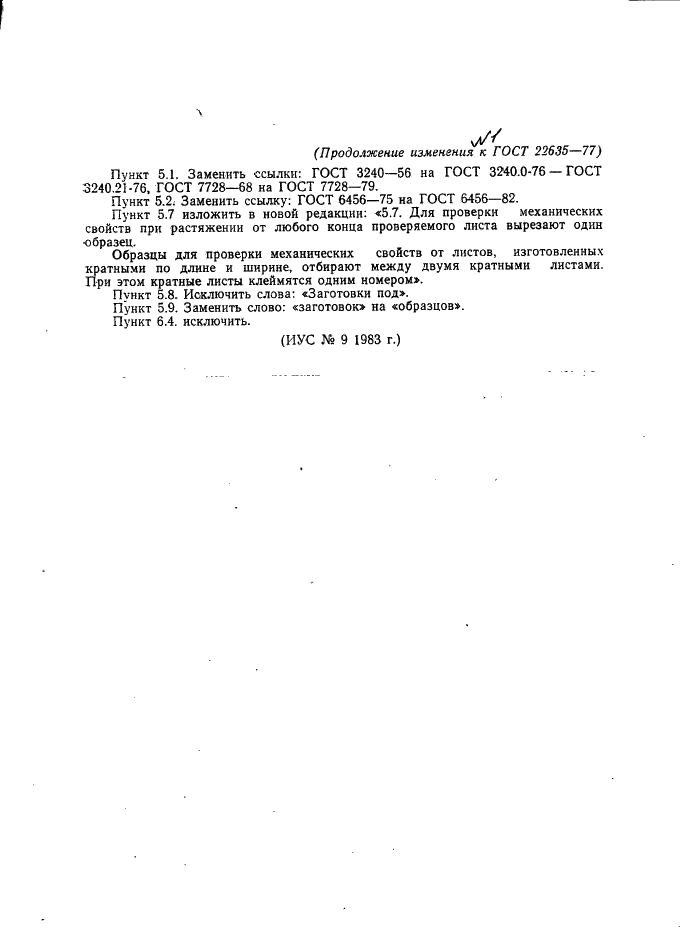 №1
(Продолжение изменения к ГОСТ 22635—77)
Пункт 5.1. Заменить ссылки: ГОСТ 3240—56 на ГОСТ 3240.0-76 — ГОСТ
3240.21-76, ГОСТ 7728—68 на ГОСТ 7728—79.
Пункт 5.2. Заменить ссылку: ГОСТ 6456—75 на ГОСТ 6456—82.
Пункт 5.7 изложить в новой редакции: «5.7. Для проверки механических
свойств при растяжении от любого конца проверяемого листа вырезают один
образец.
Образцы для проверки механических свойств от листов, изготовленных
кратными по длине и ширине, отбирают между двумя кратными листами.
При этом кратные листы клеймятся одним номером».
Пункт 5.8. Исключить слова: «Заготовки под».
Пункт 5.9. Заменить слово: «заготовок» на «образцов».
Пункт 6.4. исключить.
(ИУС № 9 1983 г.)